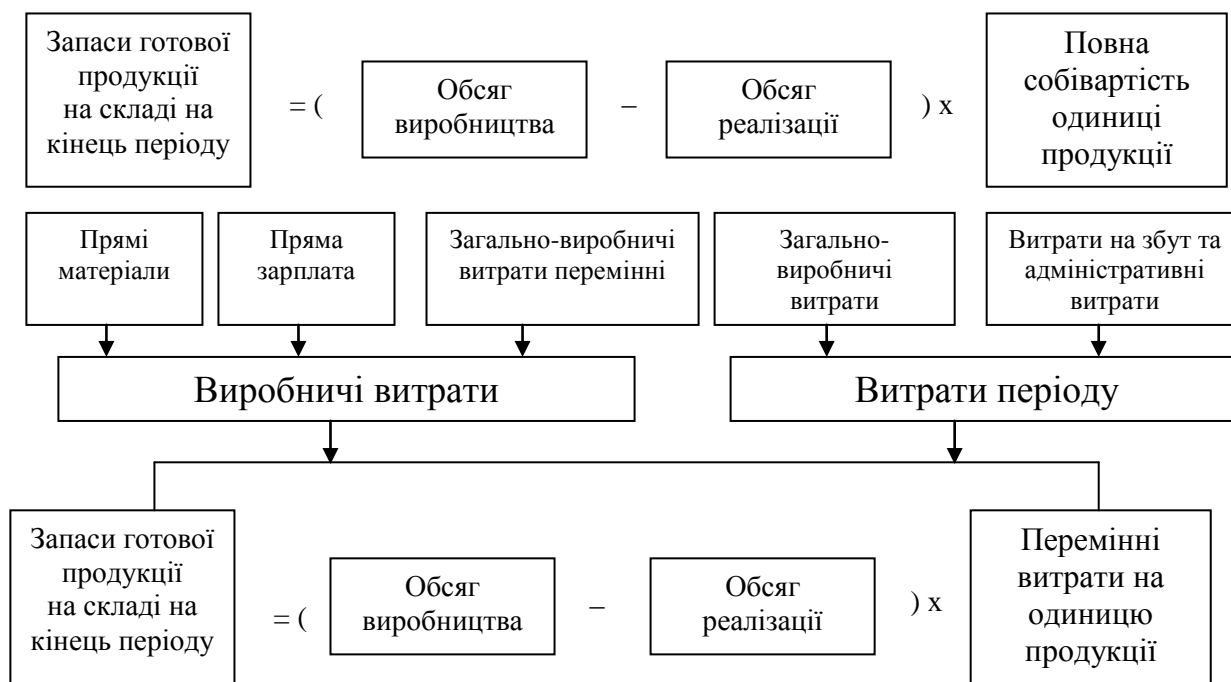 Запаси готової
продукції
на складі на
кінець періоду
= (
Обсяг
виробництва
–
Обсяг
реалізації
) х
Повна
собівартість
одиниці
продукції
Прямі
матеріали
Пряма
зарплата
Загально-виробничі
витрати перемінні
Загально-
виробничі
витрати
Витрати на збут та
адміністративні
витрати
Виробничі витрати
Витрати періоду
Запаси готової
продукції
на складі на
кінець періоду
= (
Обсяг
виробництва
–
Обсяг
реалізації
) х
Перемінні
витрати на
одиницю
продукції